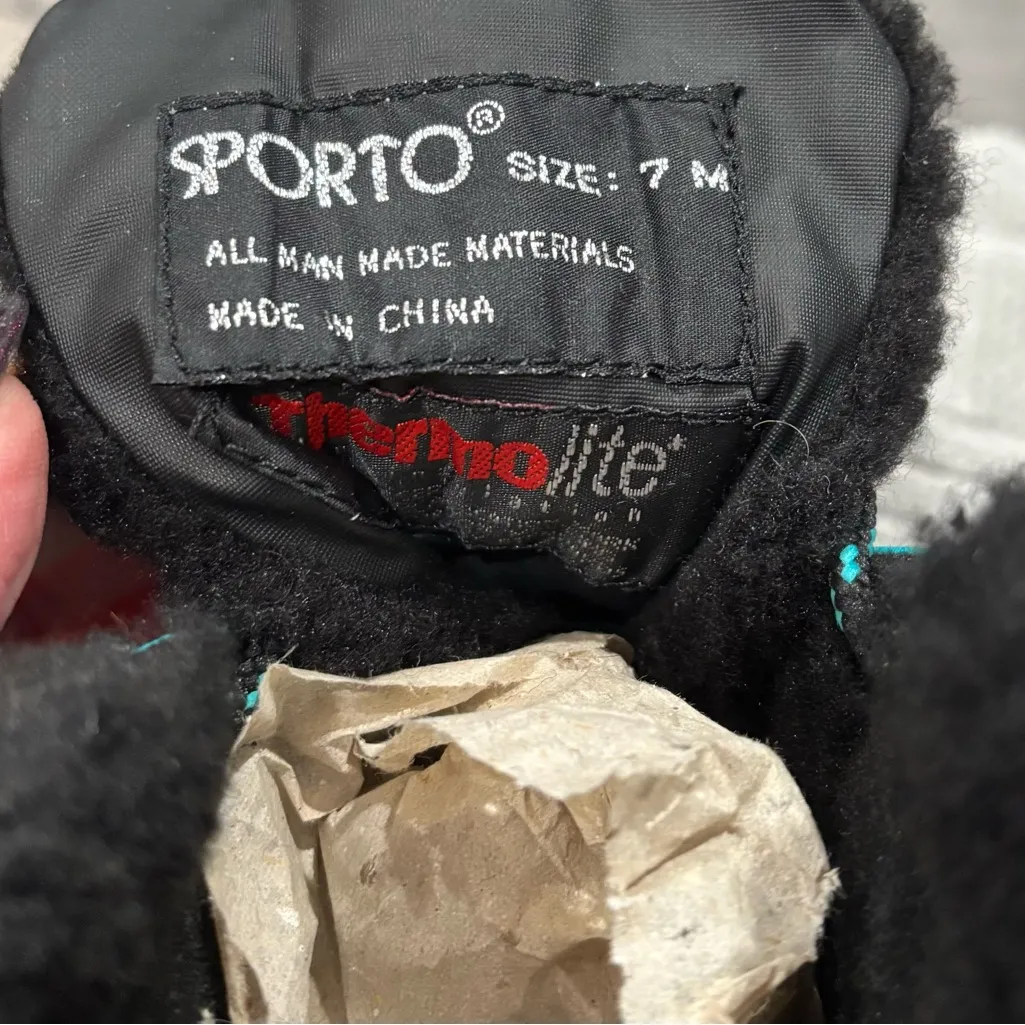 SPORTO® SIZE: 7 M
ALL MAN MADE MATERIALS
MADE IN CHINA
Thermolite